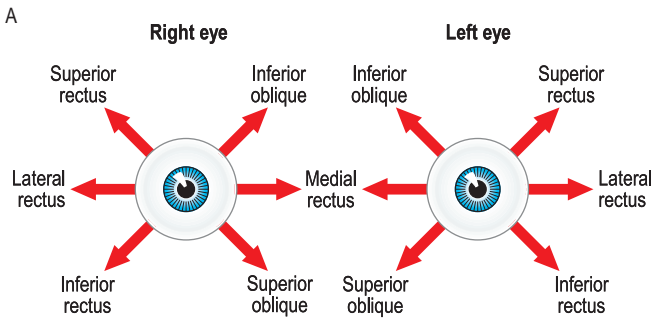 A
Right eye
Left eye
Superior
rectus
Inferior
oblique
Inferior
oblique
Superior
rectus
Lateral
rectus
Medial
rectus
Lateral
rectus
Inferior
rectus
Superior
oblique
Superior
oblique
Inferior
rectus